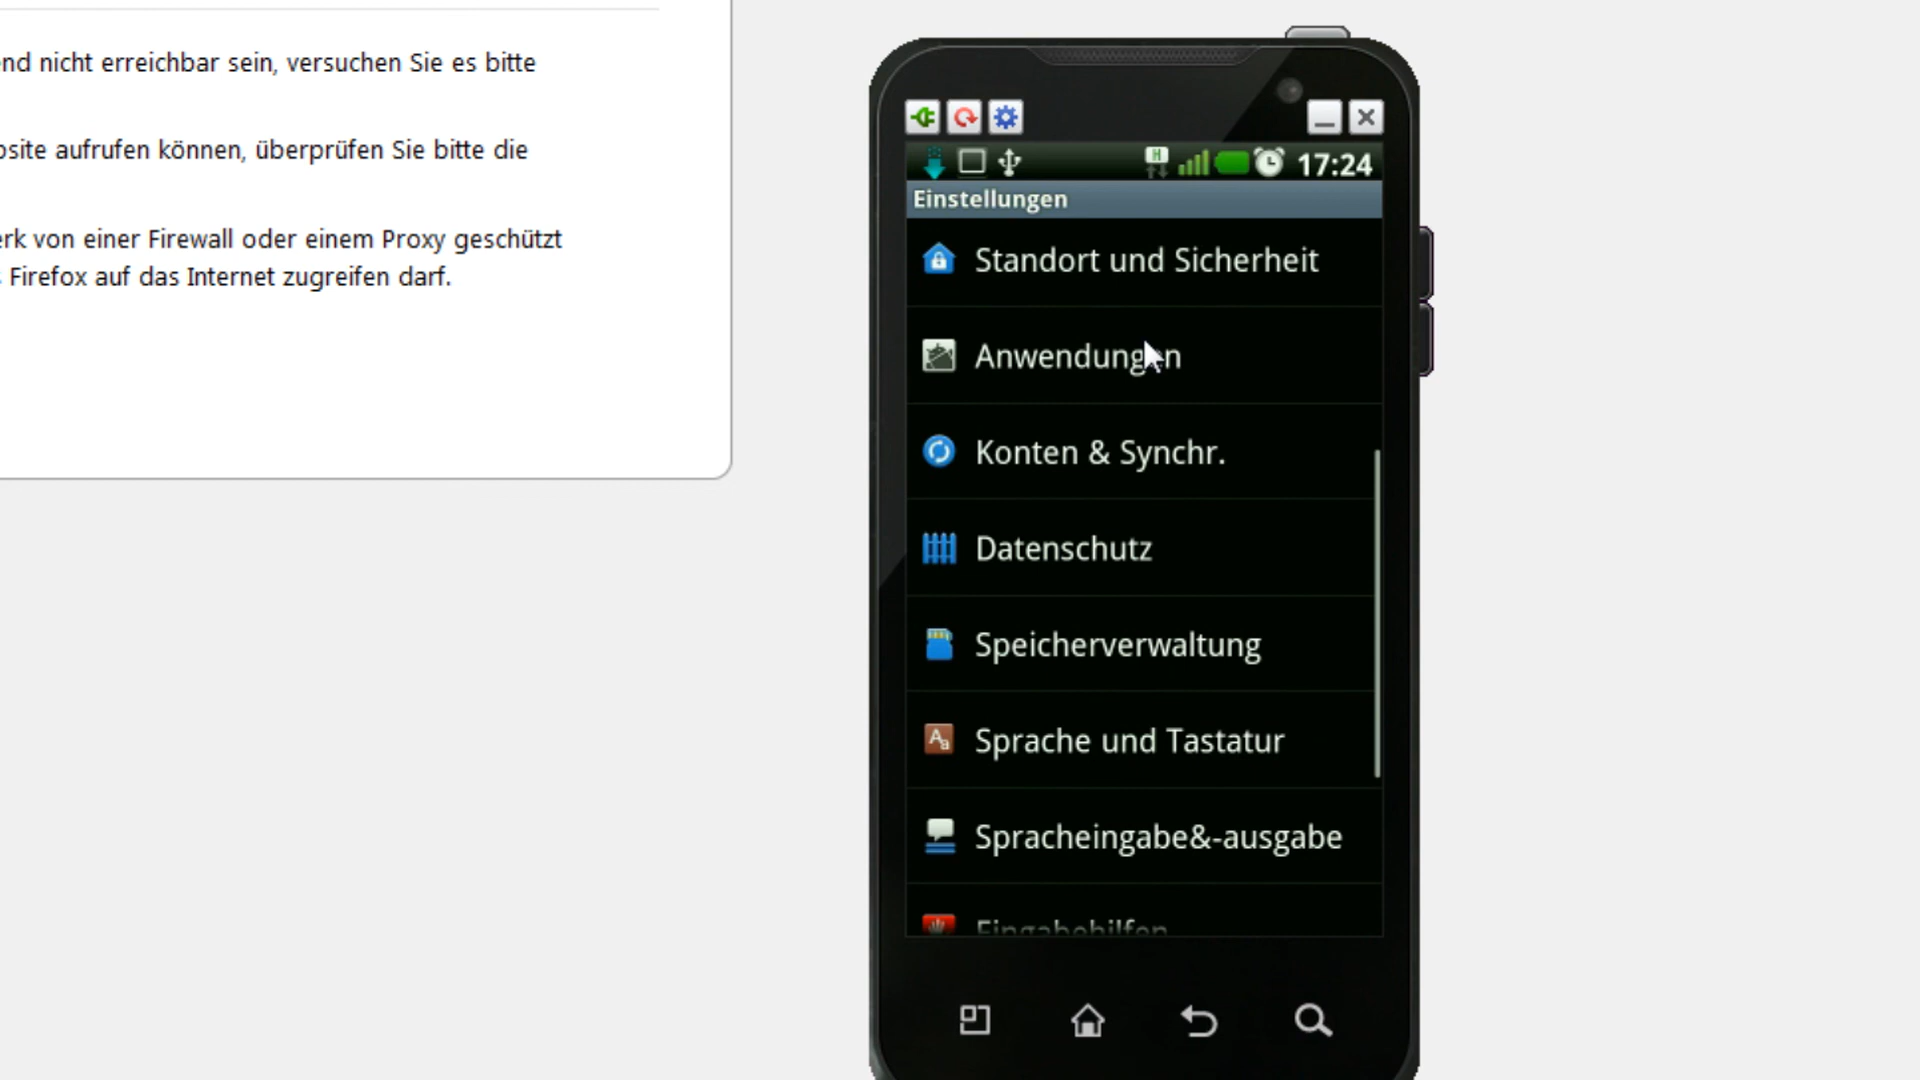 nd nicht erreichbar sein, versuchen Sie es bitte
site aufrufen können, überprüfen Sie bitte die
rk von einer Firewall oder einem Proxy geschützt
Firefox auf das Internet zugreifen darf.
H
17:24
Einstellungen
Standort und Sicherheit
Anwendungen
Konten & Synchr.
Datenschutz
Speicherverwaltung
Sprache und Tastatur
Spracheingabe&-ausgabe
Eingabehilfen